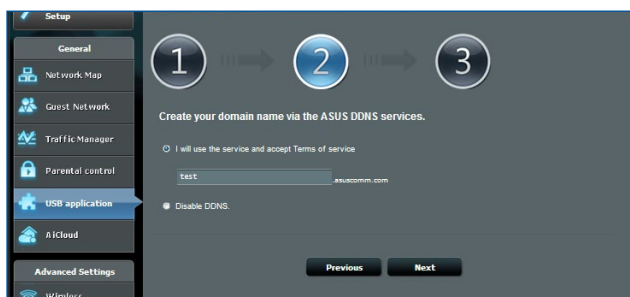 Setup
General
Network Map
Guest Network
Traffic Manager
Parental control
USB application
AiCloud
Advanced Settings
Wireless
1
2
3
Create your domain name via the ASUS DDNS services.
I will use the service and accept Terms of service
test .asuscomm.com
Disable DDNS.
Previous Next